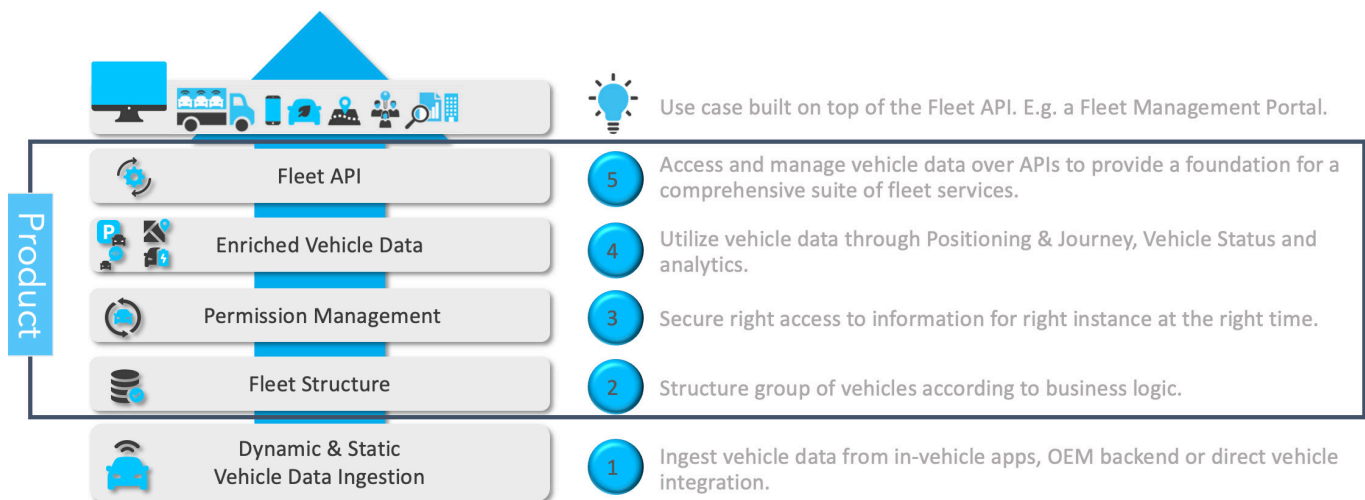 Use case built on top of the Fleet API. E.g. a Fleet Management Portal.
Product
Fleet API
5
Access and manage vehicle data over APIs to provide a foundation for a
comprehensive suite of fleet services.
P
Enriched Vehicle Data
4
Utilize vehicle data through Positioning & Journey, Vehicle Status and
analytics.
Permission Management
3
Secure right access to information for right instance at the right time.
Fleet Structure
2
Structure group of vehicles according to business logic.
Dynamic & Static
Vehicle Data Ingestion
1
Ingest vehicle data from in-vehicle apps, OEM backend or direct vehicle
integration.